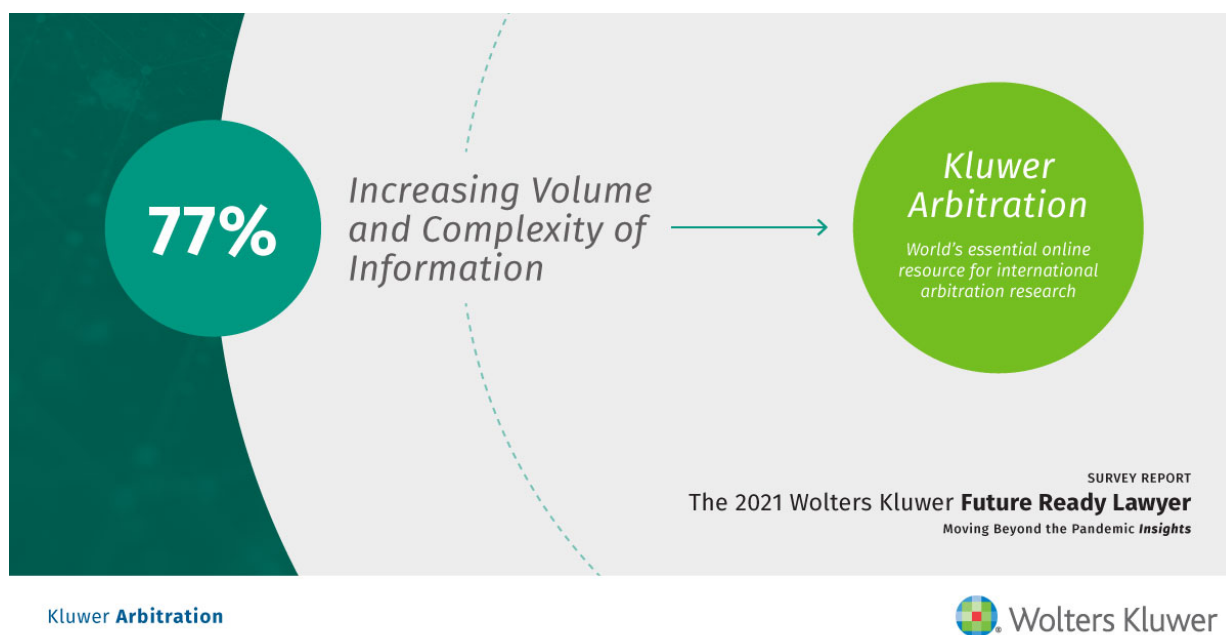 77%
Increasing Volume
and Complexity of
Information
Kluwer
Arbitration
World's essential online
resource for international
arbitration research
SURVEY REPORT
The 2021 Wolters Kluwer Future Ready Lawyer
Moving Beyond the Pandemic Insights
Kluwer Arbitration
Wolters Kluwer